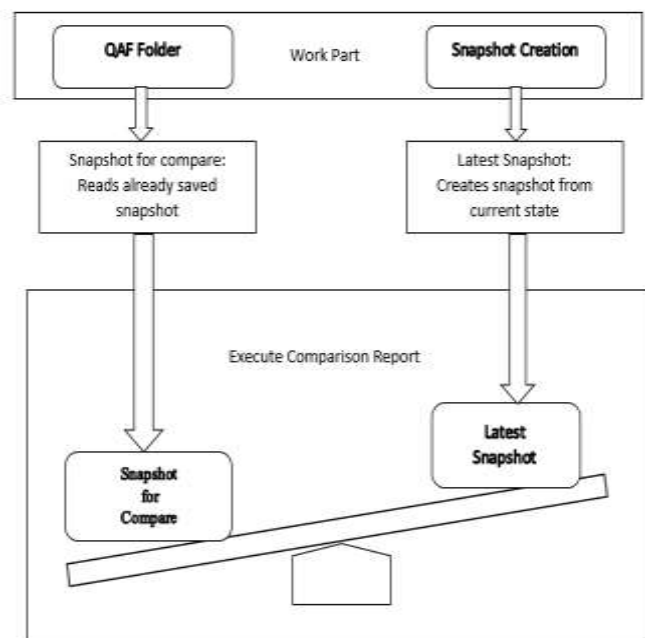 QAF Folder
Work Part
Snapshot Creation
Snapshot for compare:
Reads already saved
snapshot
Latest Snapshot:
Creates snapshot from
current state
Execute Comparison Report
Latest
Snapshot
Snapshot
for
Compare